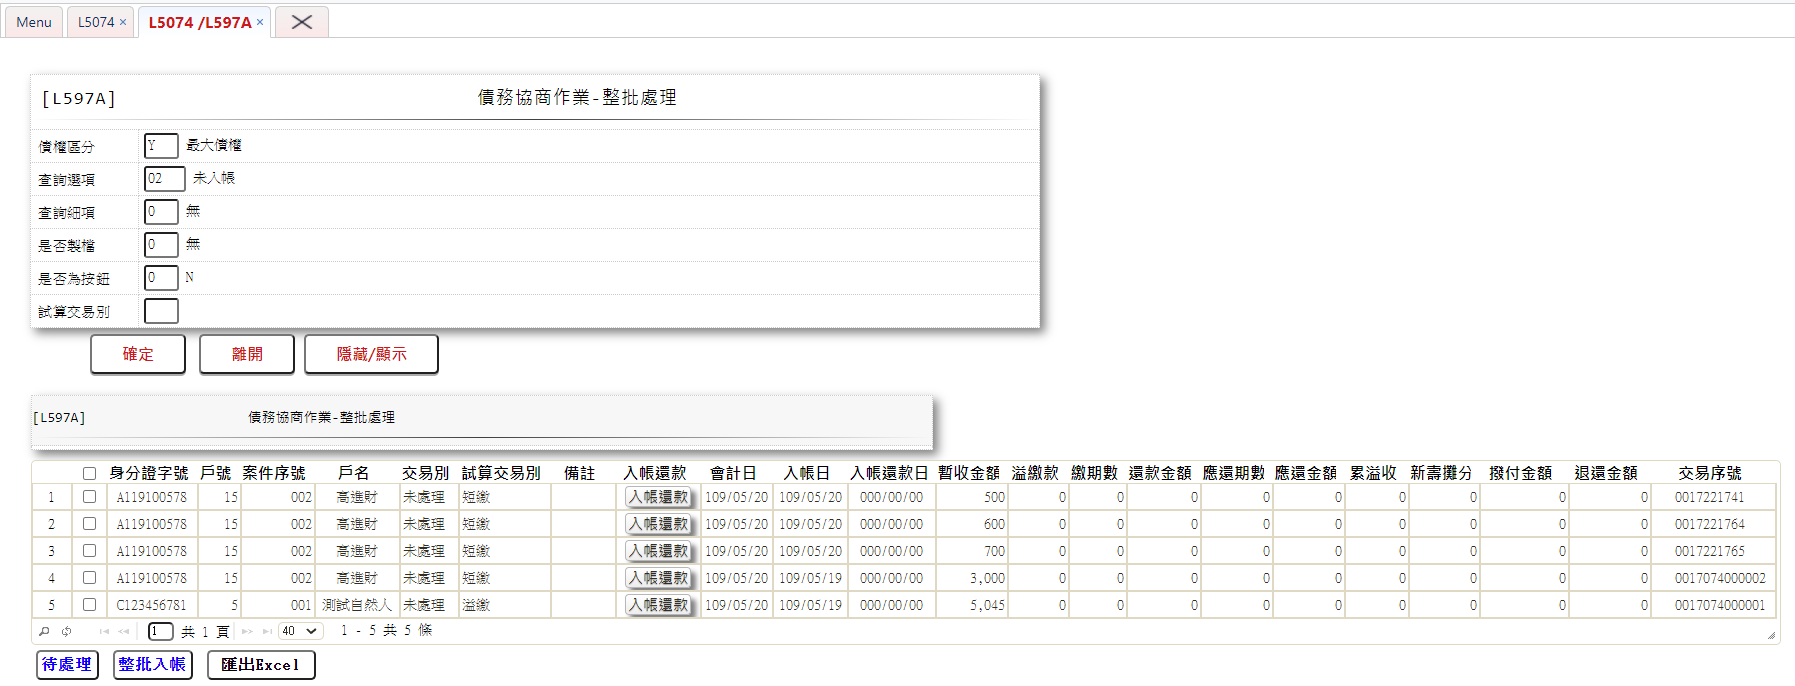 Menu L5074 × L5074 /L597A ×
[L597A] 債務協商作業-整批處理
債權區分 Y 最大債權
查詢選項 02 未入帳
查詢細項 0 無
是否製檔 0 無
是否為按鈕 0 N
試算交易別
確定 離開 隱藏/顯示
[L597A] 債務協商作業-整批處理
身分證字號 戶號 案件序號 戶名 交易別 試算交易別 備註 入帳還款 會計日 入帳日 入帳還款日 暫收金額 溢繳款 繳期數 還款金額 應還期數 應還金額 累溢收 新壽攤分 撥付金額 退還金額 交易序號
1 A119100578 15 002 高進財 未處理 短繳 入帳還款 109/05/20 109/05/20 000/00/00 500 0 0 0 0 0 0 0 0 0 0017221741
2 A119100578 15 002 高進財 未處理 短繳 入帳還款 109/05/20 109/05/20 000/00/00 600 0 0 0 0 0 0 0 0 0 0017221764
3 A119100578 15 002 高進財 未處理 短繳 入帳還款 109/05/20 109/05/20 000/00/00 700 0 0 0 0 0 0 0 0 0 0017221765
4 A119100578 15 002 高進財 未處理 短繳 入帳還款 109/05/20 109/05/19 000/00/00 3,000 0 0 0 0 0 0 0 0 0 0017074000002
5 C123456781 5 001 測試自然人 未處理 溢繳 入帳還款 109/05/20 109/05/19 000/00/00 5,045 0 0 0 0 0 0 0 0 0 0017074000001
1 共 1 頁 40 1 - 5 共 5 條
待處理 整批入帳 匯出Excel